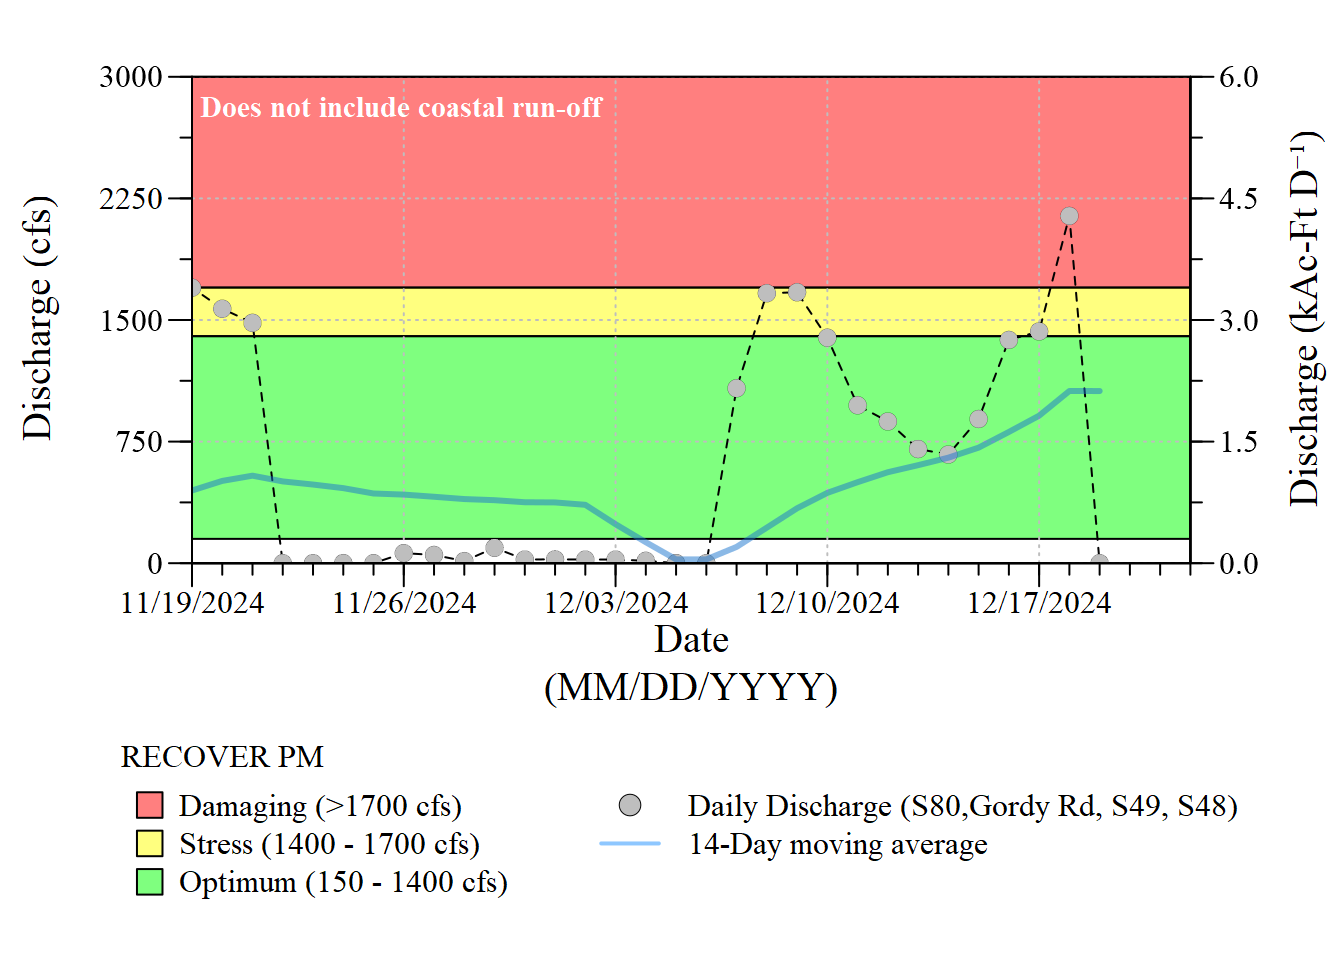 3000
2250
1500
750
0
Discharge (cfs)
Does not include coastal run-off
6.0
4.5
3.0
1.5
0.0
Discharge (kAc-Ft D⁻¹)
11/19/2024 11/26/2024 12/03/2024 12/10/2024 12/17/2024
Date
(MM/DD/YYYY)
RECOVER PM
Damaging (>1700 cfs)
Stress (1400 - 1700 cfs)
Optimum (150 - 1400 cfs)
Daily Discharge (S80,Gordy Rd, S49, S48)
14-Day moving average